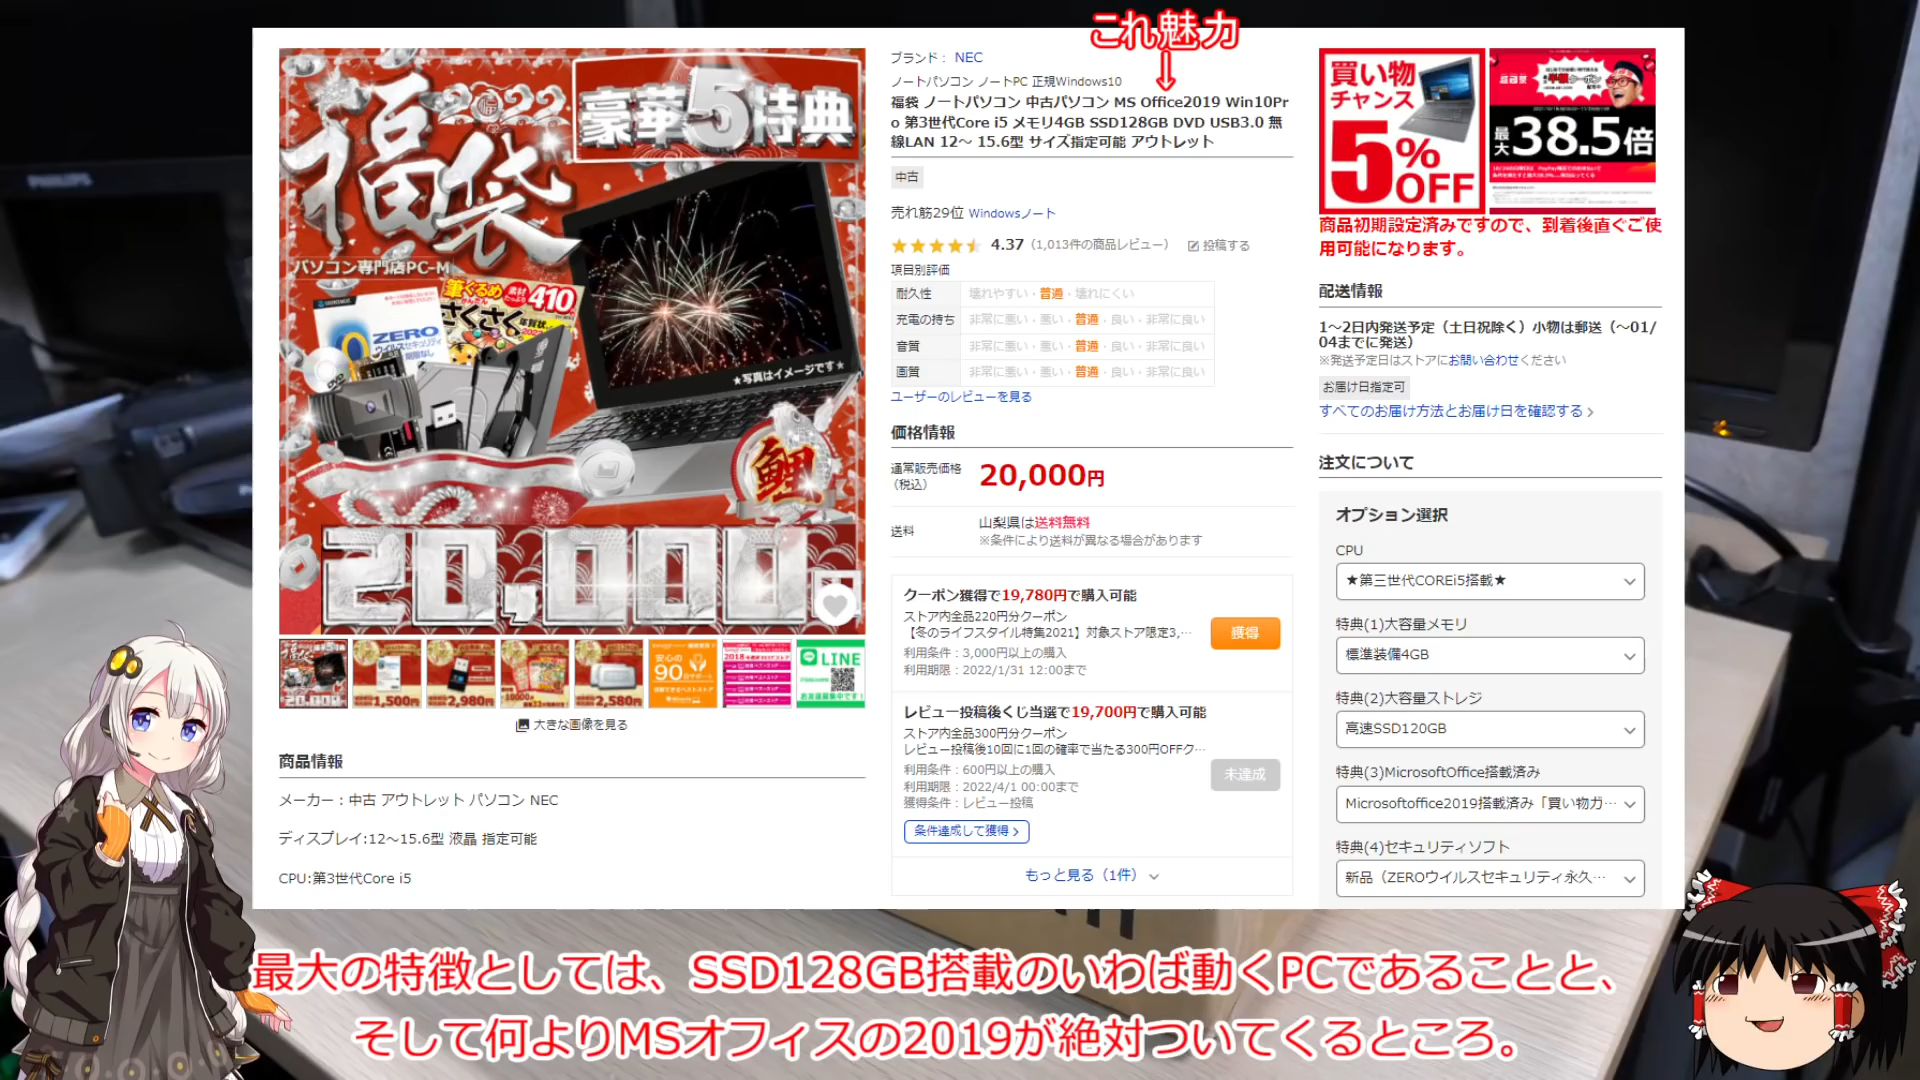 これ魅力
2022
福袋
豪華5特典
パソコン専門店PC-M
ZERO
ウイルスセキュリティ
筆ぐるめ
410
さくさく
年賀状
★写真はイメージです★
鯉
20,000
1,500円
2,980円
2,580円
安心の
90
LINE
大きな画像を見る
商品情報
メーカー：中古 アウトレット パソコン NEC
ディスプレイ:12～15.6型 液晶 指定可能
CPU:第3世代Core i5
ブランド： NEC
ノートパソコン ノートPC 正規Windows10
福袋 ノートパソコン 中古パソコン MS Office2019 Win10Pr
o 第3世代Core i5 メモリ4GB SSD128GB DVD USB3.0 無
線LAN 12～ 15.6型 サイズ指定可能 アウトレット
中古
売れ筋29位 Windowsノート
4.37 （1,013件の商品レビュー） 投稿する
項目別評価
耐久性 壊れやすい・普通・壊れにくい
充電の持ち 非常に悪い・悪い・普通・良い・非常に良い
音質 非常に悪い・悪い・普通・良い・非常に良い
画質 非常に悪い・悪い・普通・良い・非常に良い
ユーザーのレビューを見る
価格情報
通常販売価格
（税込）
20,000円
送料
山梨県は送料無料
※条件により送料が異なる場合があります
クーポン獲得で19,780円で購入可能
ストア内全品220円分クーポン
【冬のライフスタイル特集2021】対象ストア限定3,…
利用条件：3,000円以上の購入
利用期限：2022/1/31 12:00まで
獲得
レビュー投稿後くじ当選で19,700円で購入可能
ストア内全品300円分クーポン
レビュー投稿後10回に1回の確率で当たる300円OFFク…
利用条件：600円以上の購入
利用期限：2022/4/1 00:00まで
獲得条件：レビュー投稿
未達成
条件達成して獲得
もっと見る（1件）
買い物
チャンス
5%
OFF
最大38.5倍
商品初期設定済みですので、到着後直ぐご使
用可能になります。
配送情報
1～2日内発送予定（土日祝除く）小物は郵送（～01/
04までに発送）
※発送予定日はストアにお問い合わせください
お届け日指定可
すべてのお届け方法とお届け日を確認する
注文について
オプション選択
CPU
★第三世代COREi5搭載★
特典(1)大容量メモリ
標準装備4GB
特典(2)大容量ストレジ
高速SSD120GB
特典(3)MicrosoftOffice搭載済み
Microsoftoffice2019搭載済み「買い物ガ…
特典(4)セキュリティソフト
新品（ZEROウイルスセキュリティ永久…
PHILIPS
最大の特徴としては、SSD128GB搭載のいわば動くPCであることと、
そして何よりMSオフィスの2019が絶対ついてくるところ。